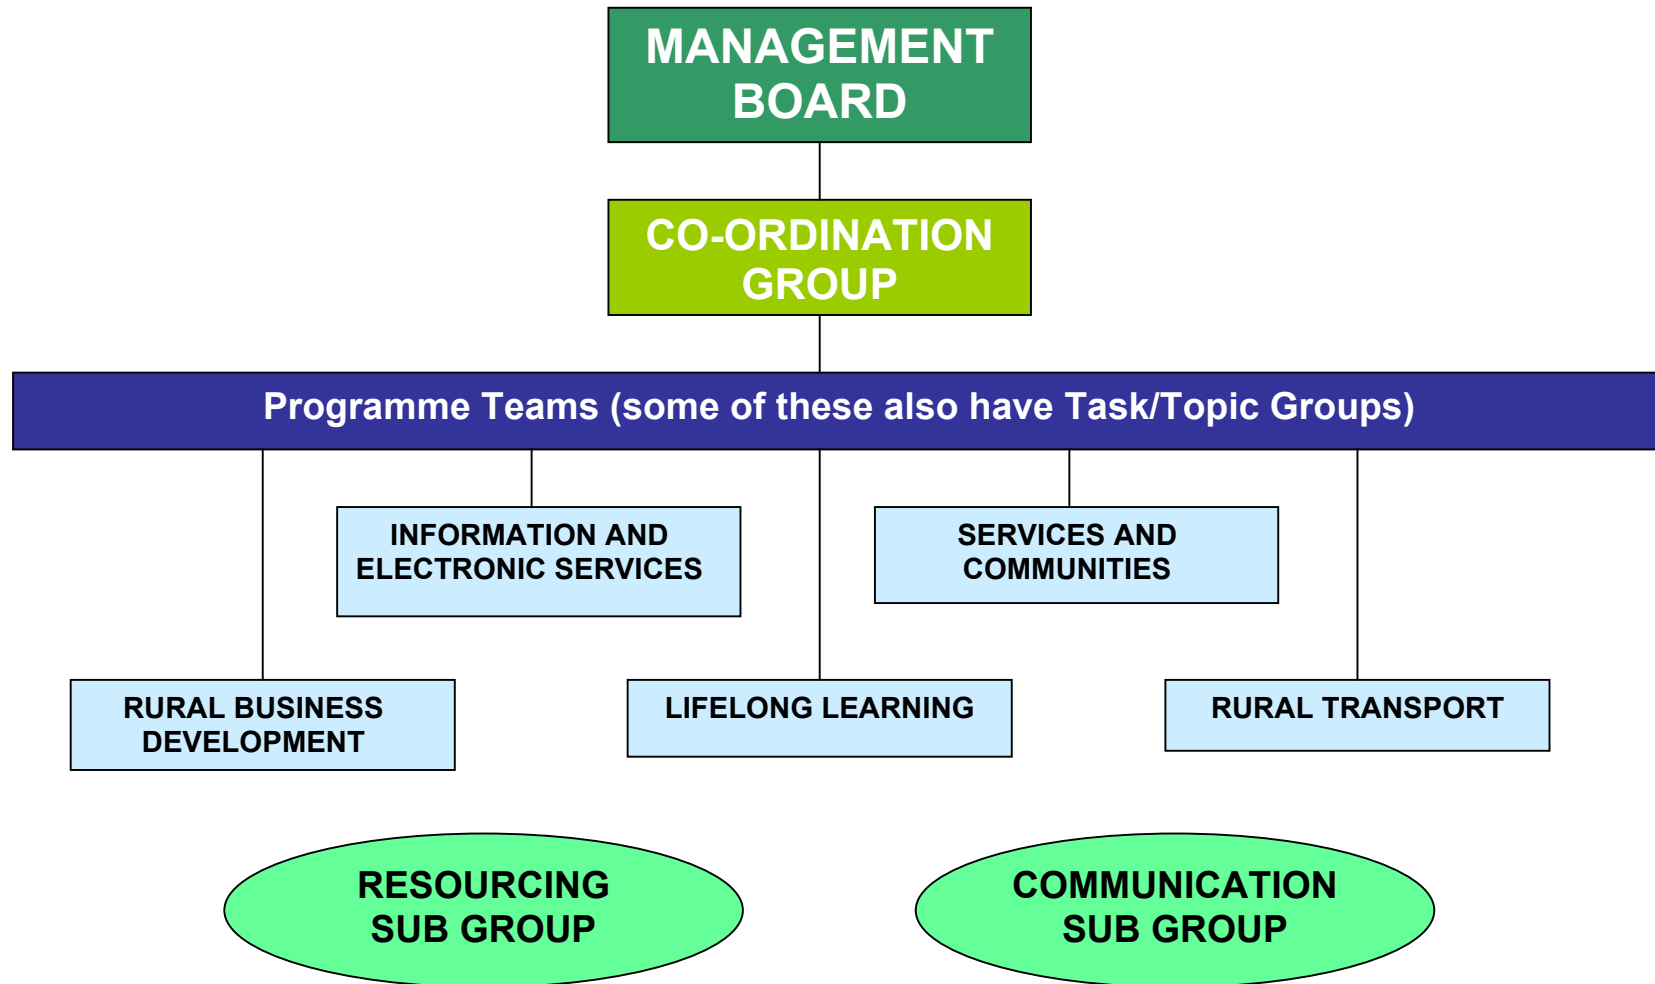 MANAGEMENT
BOARD
CO-ORDINATION
GROUP
Programme Teams (some of these also have Task/Topic Groups)
INFORMATION AND
ELECTRONIC SERVICES
SERVICES AND
COMMUNITIES
RURAL BUSINESS
DEVELOPMENT
LIFELONG LEARNING
RURAL TRANSPORT
RESOURCING
SUB GROUP
COMMUNICATION
SUB GROUP